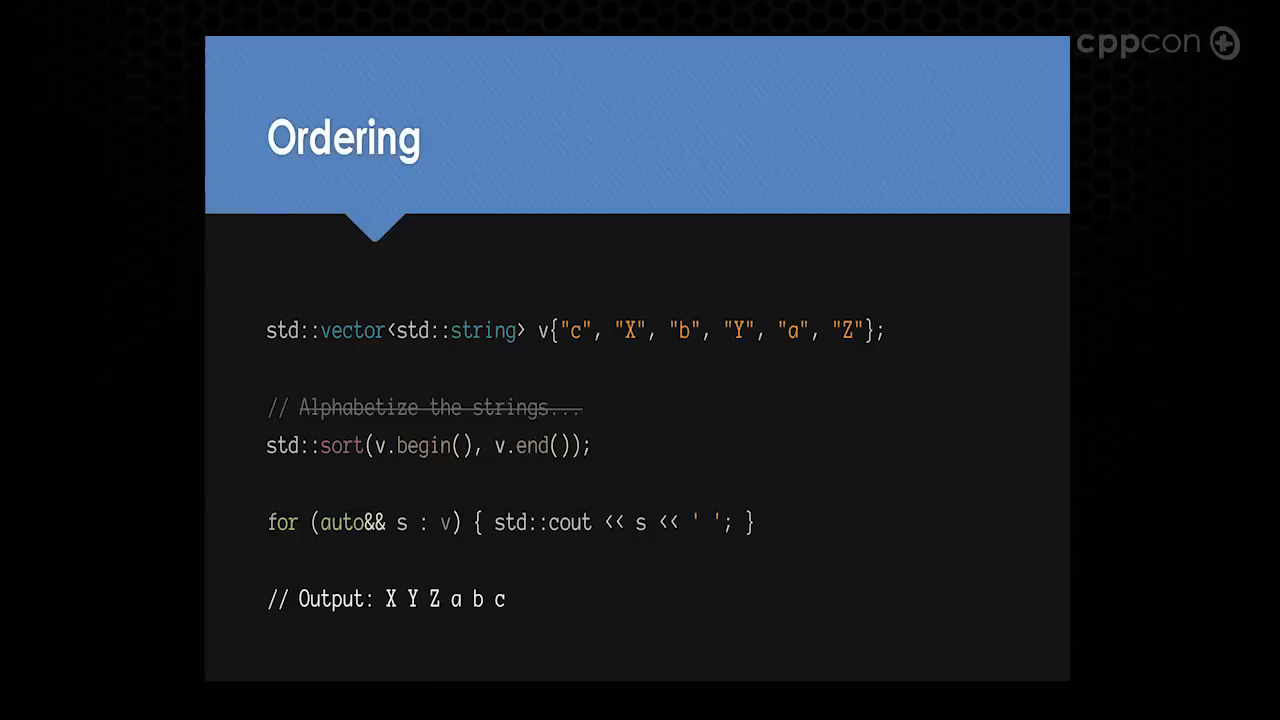 cppcon
Ordering
std::vector<std::string> v{"c", "X", "b", "Y", "a", "Z"};
// Alphabetize the strings...
std::sort(v.begin(), v.end());
for (auto&& s : v) { std::cout << s << ' '; }
// Output: X Y Z a b c